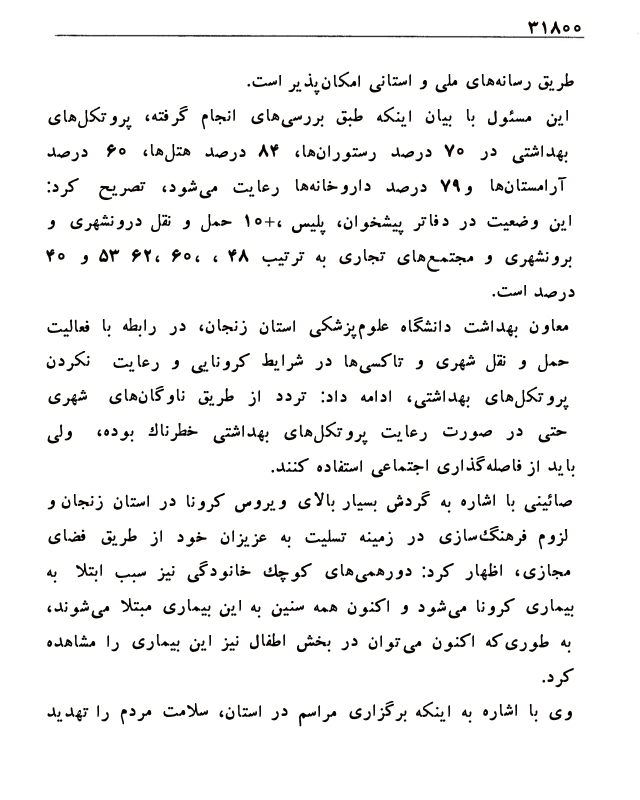 ۳۱۸۰۰
طریق رسانه‌های ملی و استانی امکان‌پذیر است.
این مسئول با بیان اینکه طبق بررسی‌های انجام گرفته، پروتکل‌های
بهداشتی در ۷۰ درصد رستوران‌ها، ۸۴ درصد هتل‌ها، ۶۰ درصد
آرامستان‌ها و۷۹ درصد داروخانه‌ها رعایت می‌شود، تصریح کرد:
این وضعیت در دفاتر پیشخوان، پلیس ،+۱۰ حمل و نقل درونشهری و
برونشهری و مجتمع‌های تجاری به ترتیب ۴۸ ، ،۶۰ ،۶۲ ۵۳ و ۴۰
درصد است.
معاون بهداشت دانشگاه علوم‌پزشکی استان زنجان، در رابطه با فعالیت
حمل و نقل شهری و تاکسی‌ها در شرایط کرونایی و رعایت نکردن
پروتکل‌های بهداشتی، ادامه داد: تردد از طریق ناوگان‌های شهری
حتی در صورت رعایت پروتکل‌های بهداشتی خطرناك بوده، ولی
باید از فاصله‌گذاری اجتماعی استفاده کنند.
صائینی با اشاره به گردش بسیار بالای ویروس کرونا در استان زنجان و
لزوم فرهنگ‌سازی در زمینه تسلیت به عزیزان خود از طریق فضای
مجازی، اظهار کرد: دورهمی‌های کوچك خانودگی نیز سبب ابتلا به
بیماری کرونا می‌شود و اکنون همه سنین به این بیماری مبتلا می‌شوند،
به طوری‌که اکنون می‌توان در بخش اطفال نیز این بیماری را مشاهده
کرد.
وی با اشاره به اینکه برگزاری مراسم در استان، سلامت مردم را تهدید